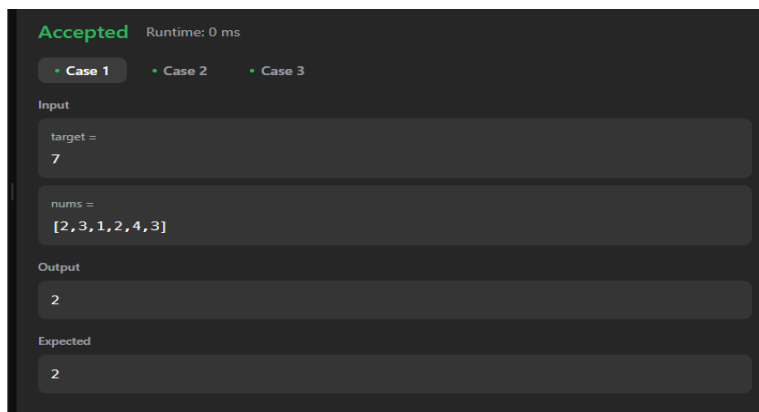 Accepted Runtime: 0 ms
• Case 1 • Case 2 • Case 3
Input
target =
7
nums =
[2,3,1,2,4,3]
Output
2
Expected
2